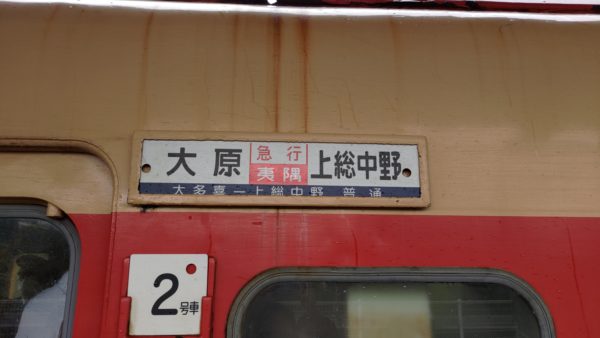 大原 急行 夷隅 上総中野
大多喜ー上総中野 普通
2号車